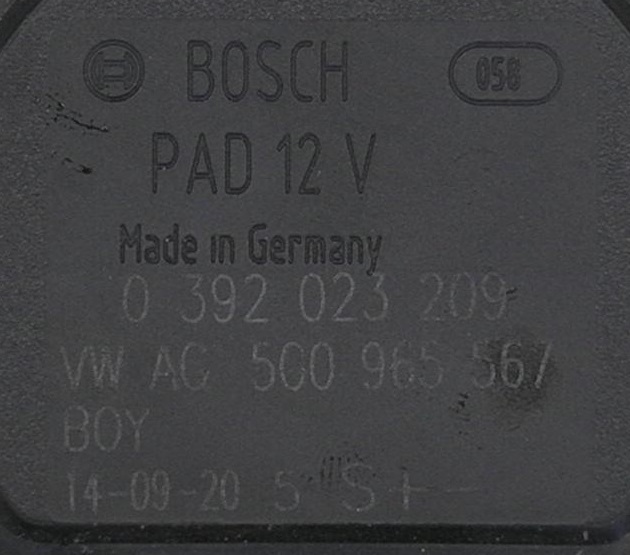 BOSCH 058
PAD 12 V
Made in Germany
0 392 023 209
VW AG 5G0 965 567
BOY
14-09-20 S S+-